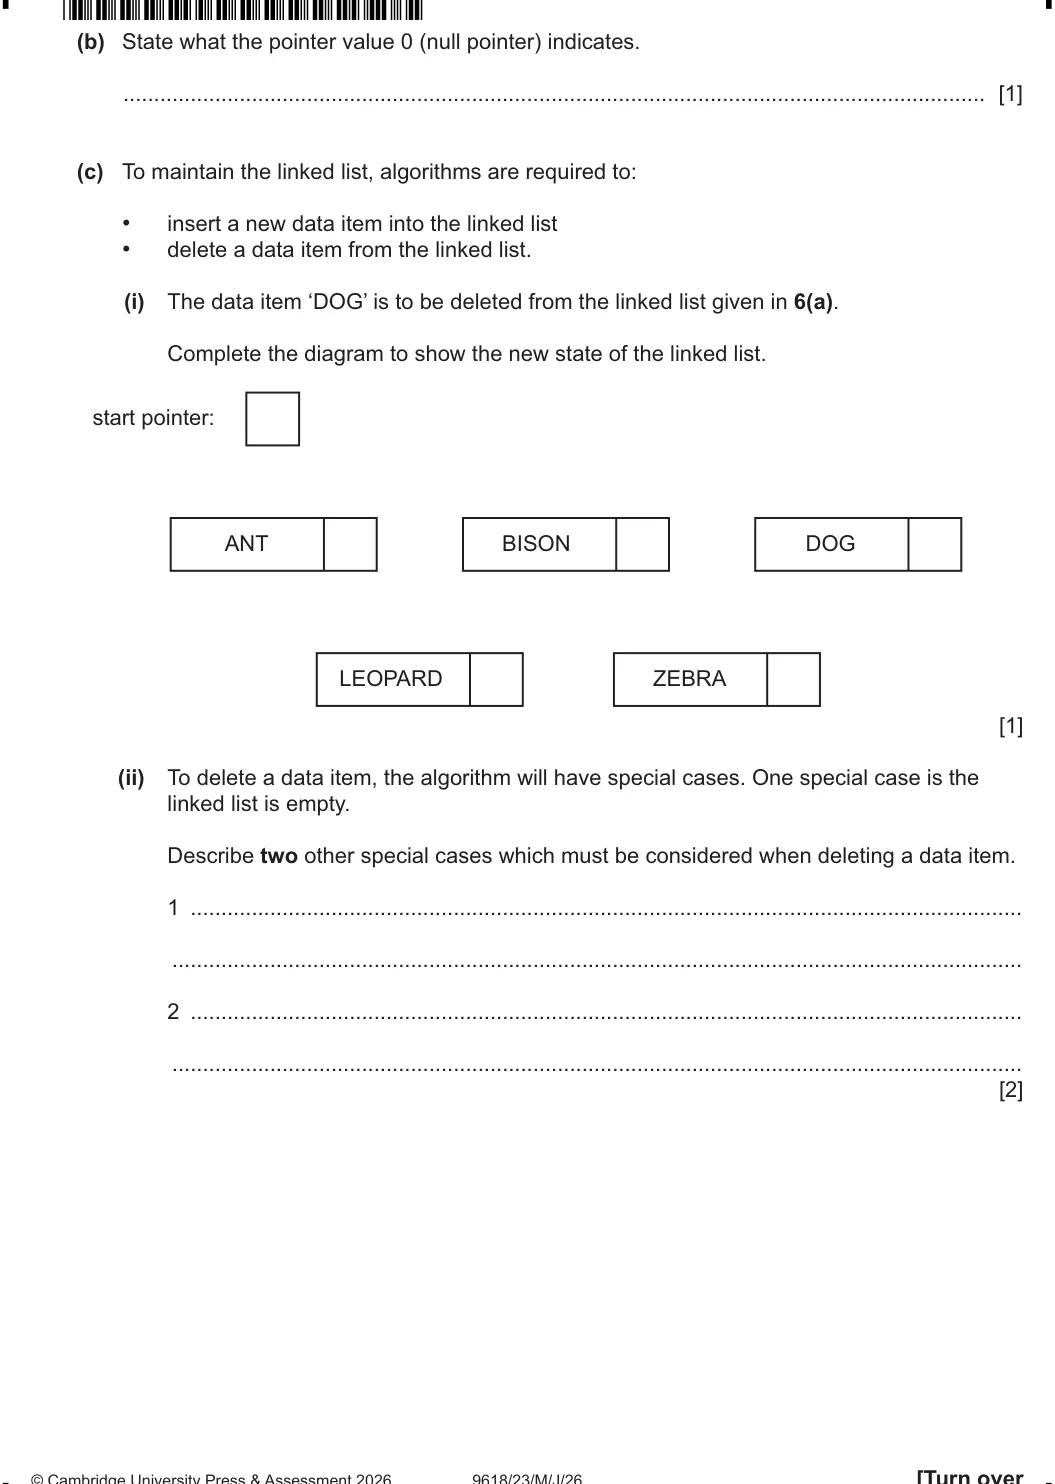 (b) State what the pointer value 0 (null pointer) indicates.
.......................................................................................................................................... [1]
(c) To maintain the linked list, algorithms are required to:
• insert a new data item into the linked list
• delete a data item from the linked list.
(i) The data item ‘DOG’ is to be deleted from the linked list given in 6(a).
Complete the diagram to show the new state of the linked list.
start pointer:
ANT BISON DOG
LEOPARD ZEBRA
[1]
(ii) To delete a data item, the algorithm will have special cases. One special case is the
linked list is empty.
Describe two other special cases which must be considered when deleting a data item.
1 .......................................................................................................................................
..........................................................................................................................................
2 .......................................................................................................................................
..........................................................................................................................................
[2]
© Cambridge University Press & Assessment 2026 9618/23/M/J/26 [Turn over